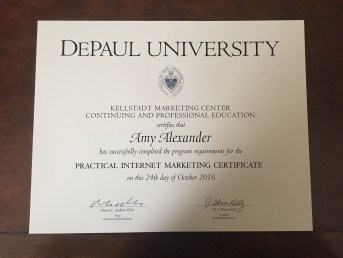 DEPAUL UNIVERSITY
KELLSTADT MARKETING CENTER
CONTINUING AND PROFESSIONAL EDUCATION
certifies that
Amy Alexander
has successfully completed the program requirements for the
PRACTICAL INTERNET MARKETING CERTIFICATE
on this 29th day of October 2016